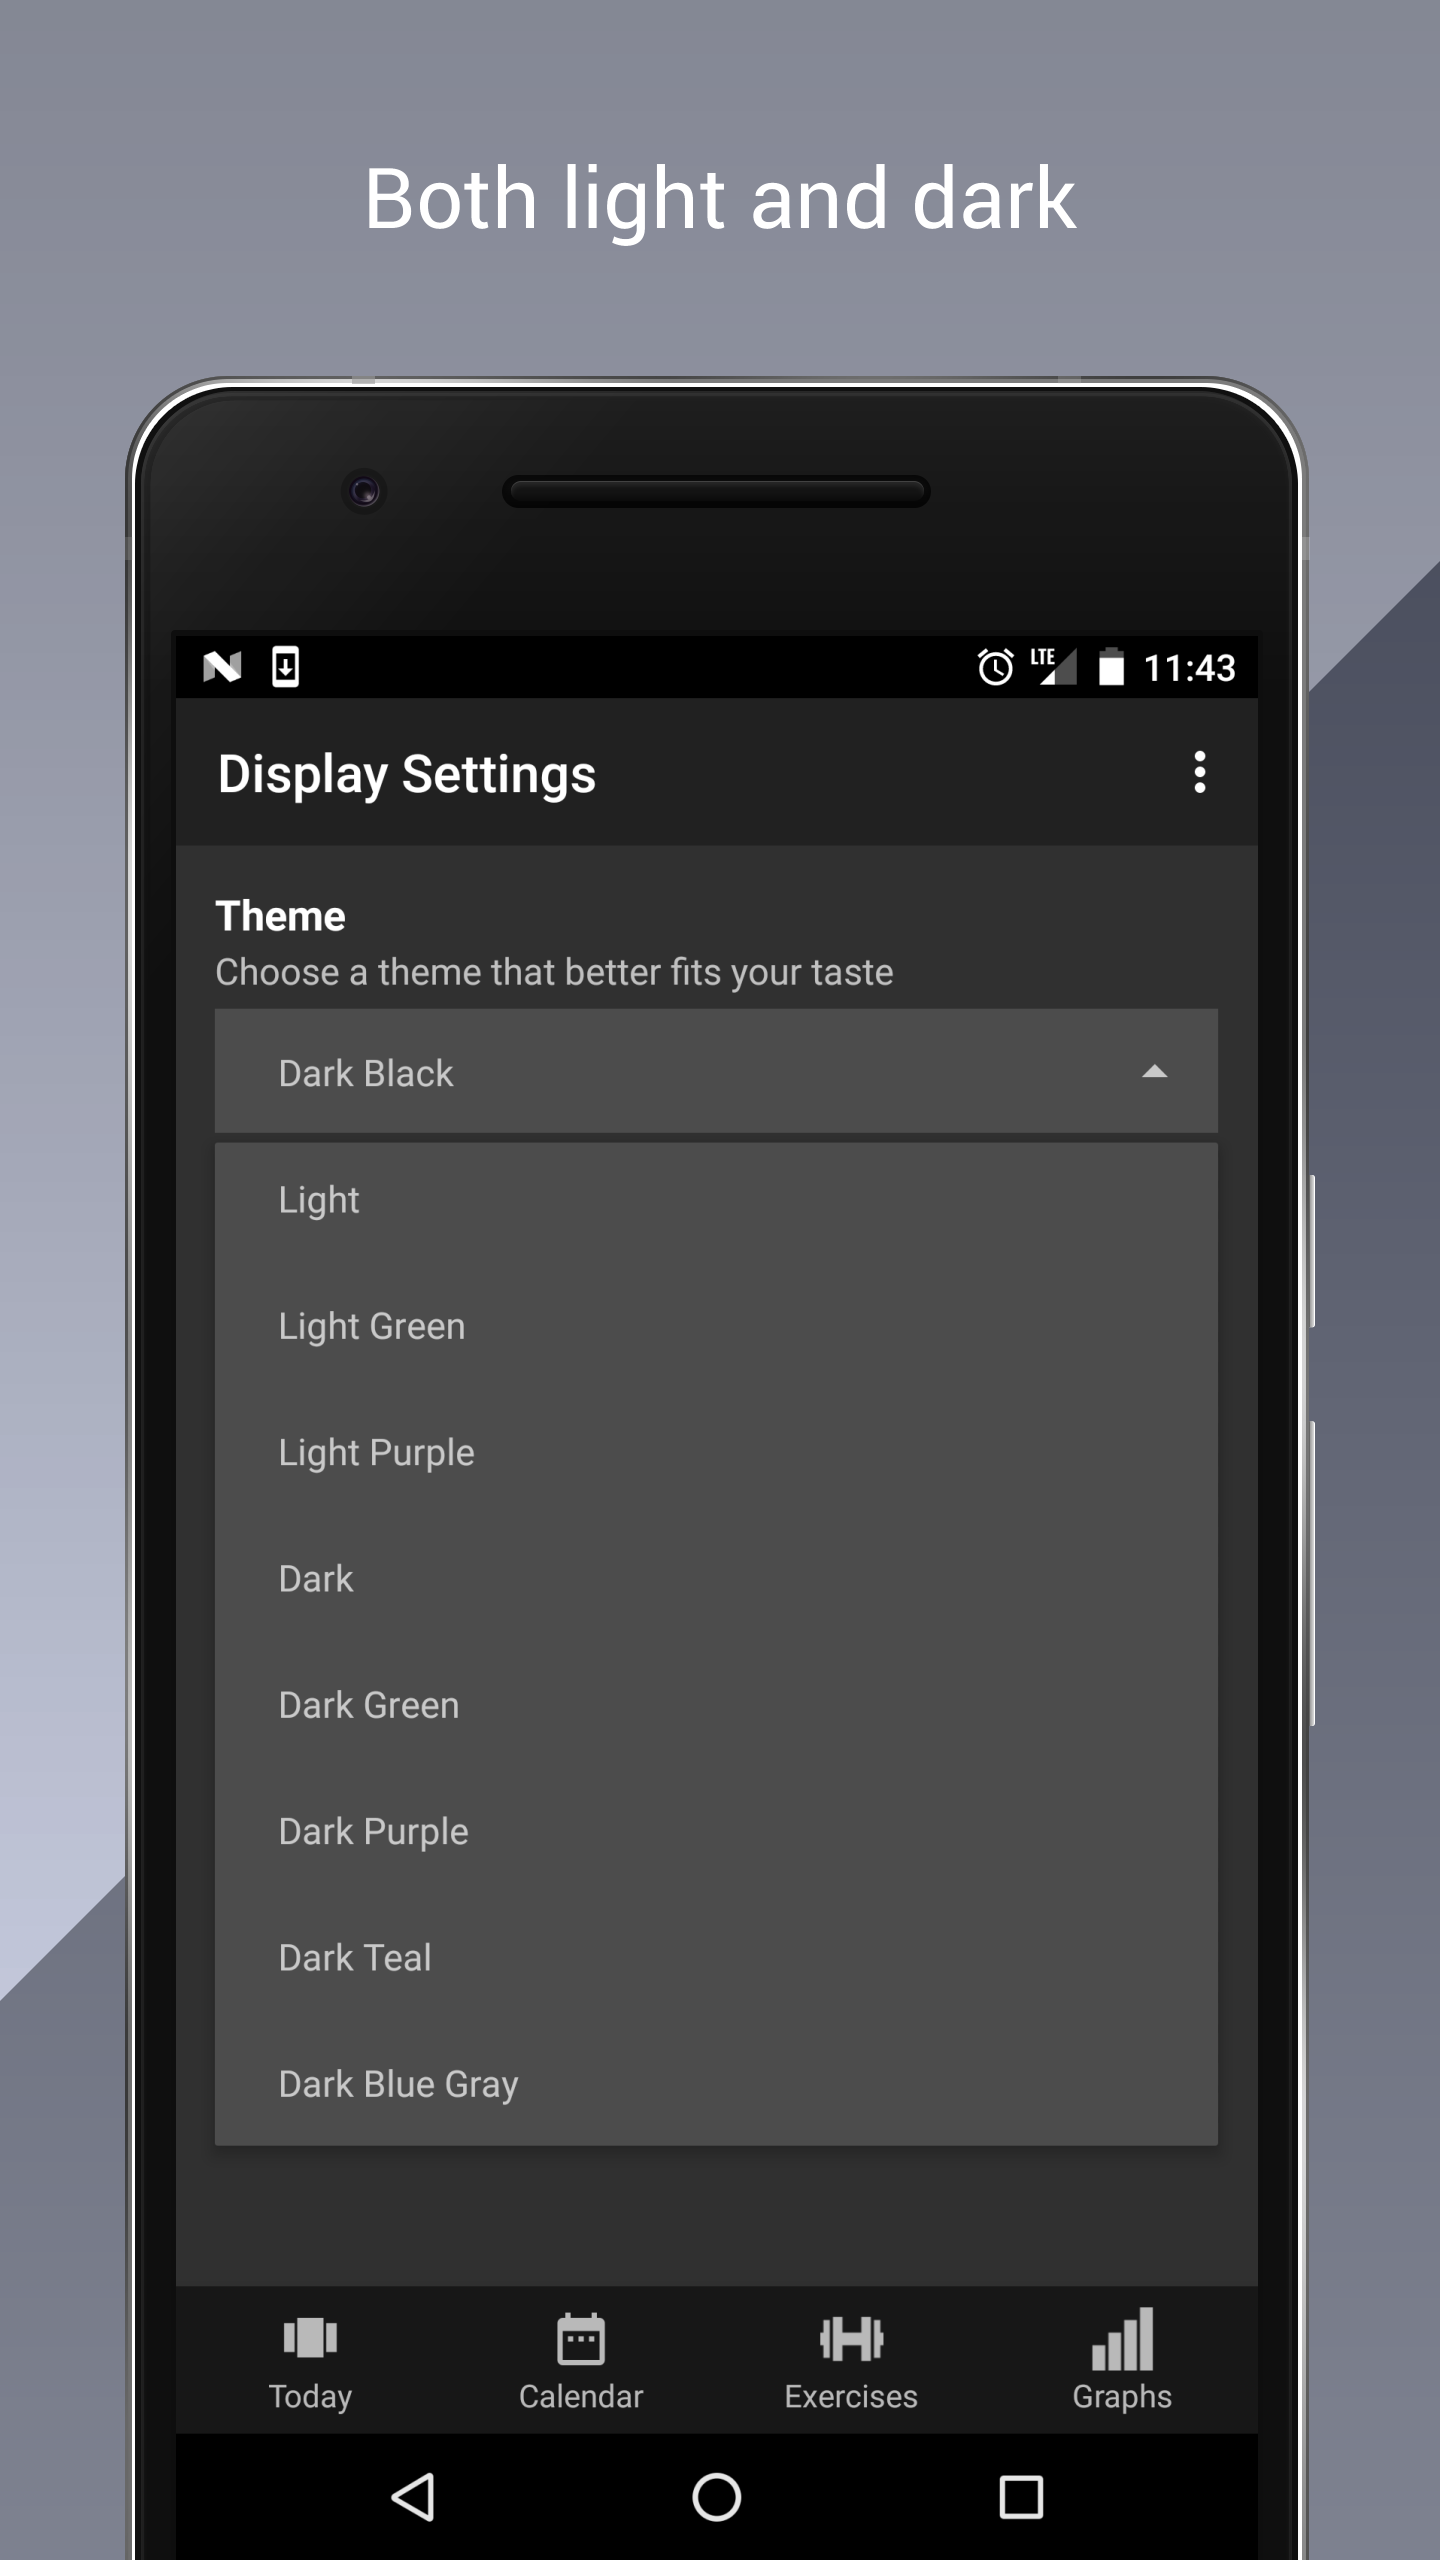 Both light and dark
LTE 11:43
Display Settings
Theme
Choose a theme that better fits your taste
Dark Black
Light
Light Green
Light Purple
Dark
Dark Green
Dark Purple
Dark Teal
Dark Blue Gray
Today Calendar Exercises Graphs